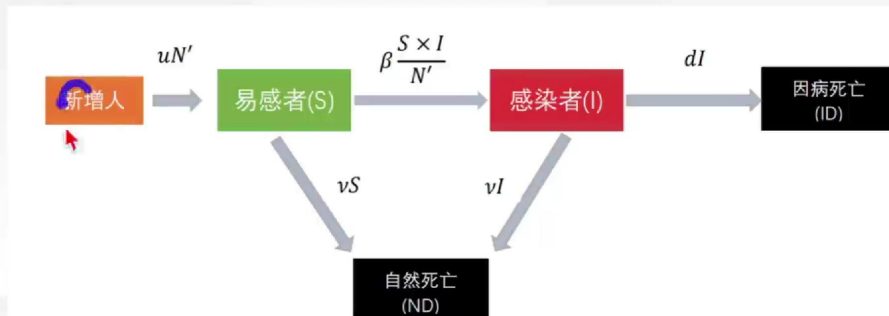 uN′
β S × I / N′
dI
新增人
易感者(S)
感染者(I)
因病死亡
(ID)
vS
vI
自然死亡
(ND)